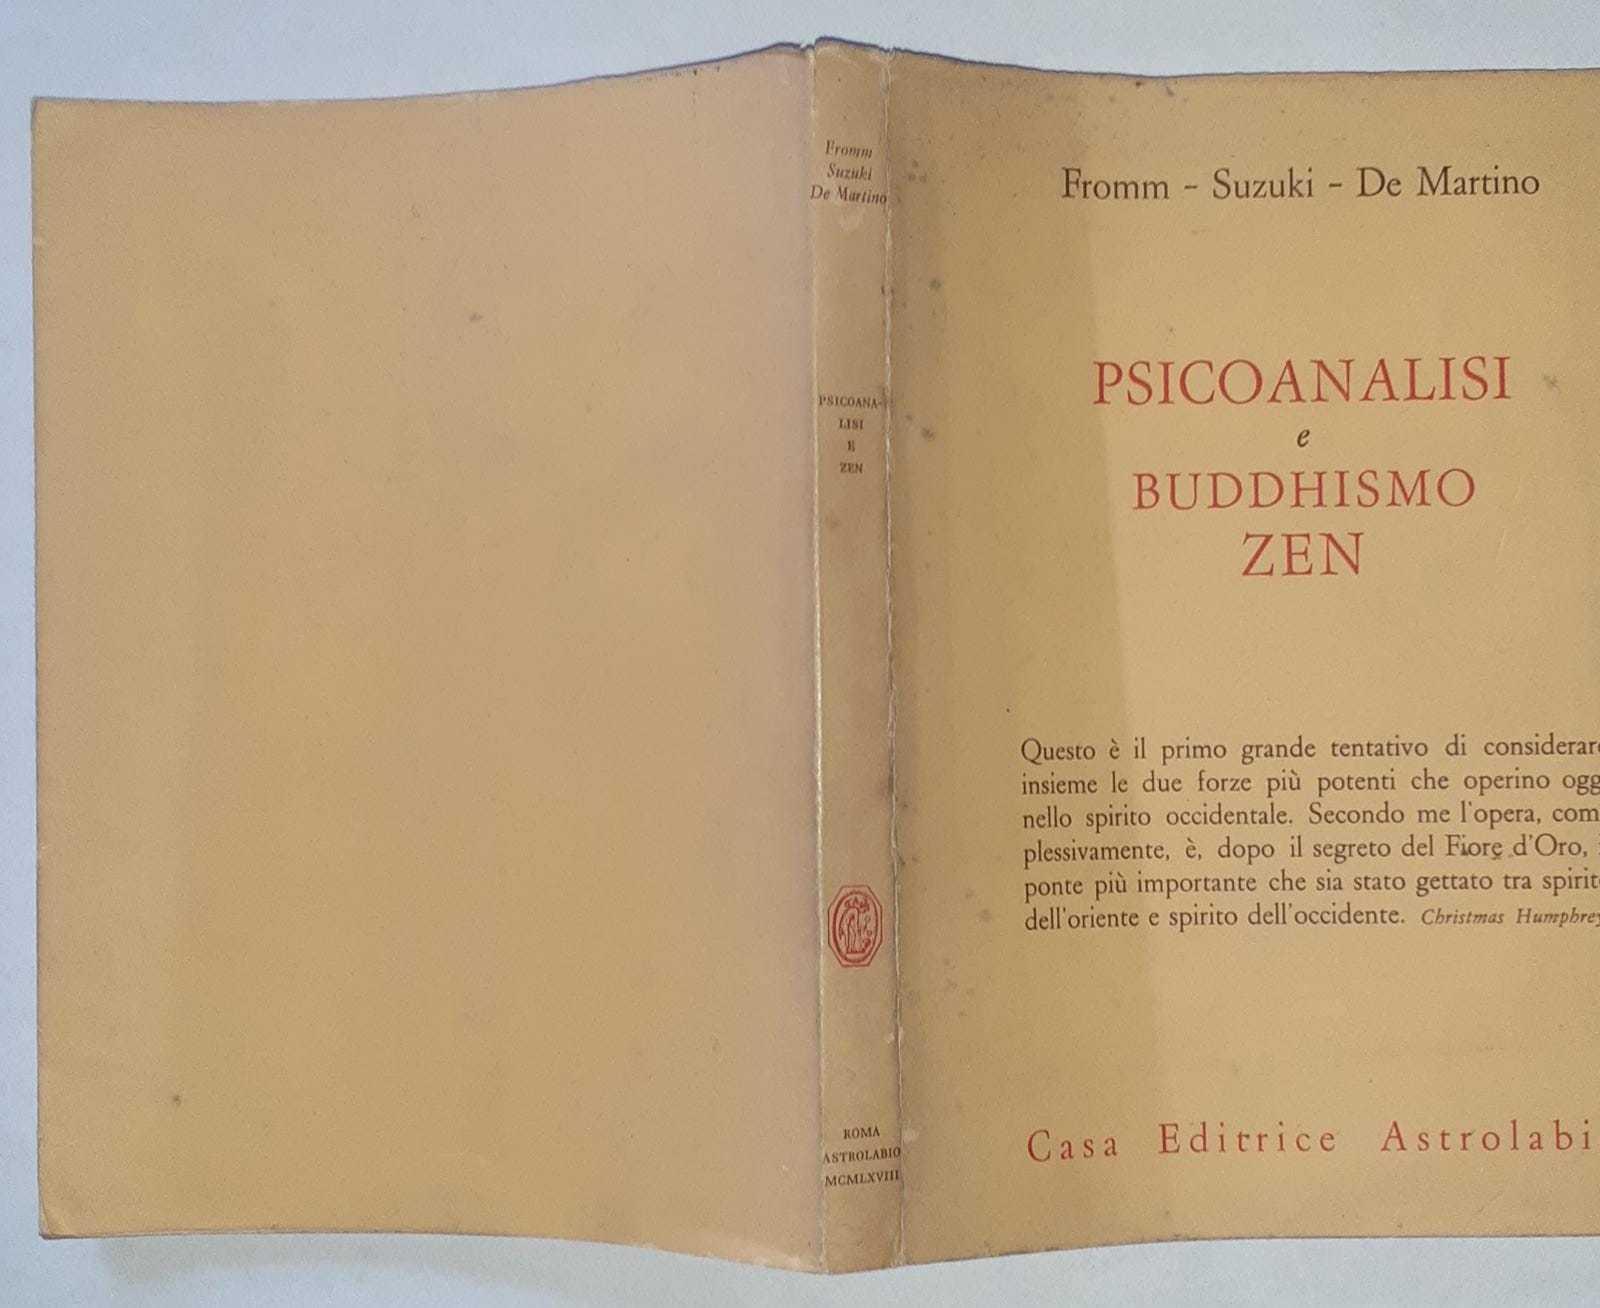 Fromm
Suzuki
De Martino
PSICOANA-
LISI
E
ZEN
ROMA
ASTROLABIO
MCMLXVIII
Fromm - Suzuki - De Martino
PSICOANALISI
e
BUDDHISMO
ZEN
Questo è il primo grande tentativo di considerar
insieme le due forze più potenti che operino ogg
nello spirito occidentale. Secondo me l'opera, com
plessivamente, è, dopo il segreto del Fiore d'Oro,
ponte più importante che sia stato gettato tra spirit
dell'oriente e spirito dell'occidente. Christmas Humphrey
Casa Editrice Astrolabi